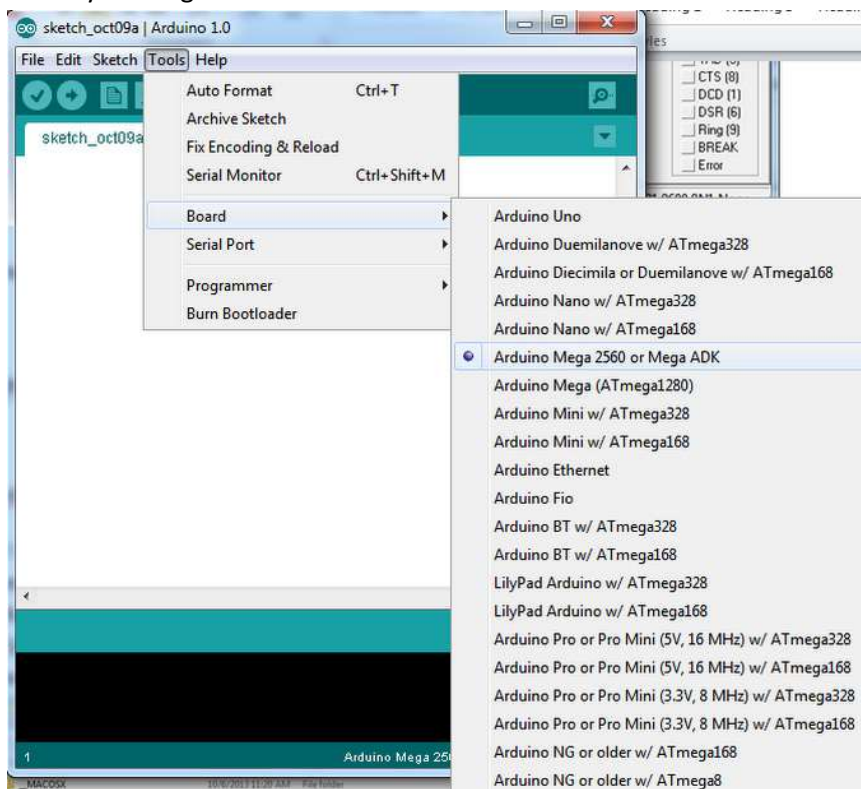 sketch_oct09a | Arduino 1.0
File Edit Sketch Tools Help
sketch_oct09a
Auto Format Ctrl+T
Archive Sketch
Fix Encoding & Reload
Serial Monitor Ctrl+Shift+M
Board
Serial Port
Programmer
Burn Bootloader
CTS (8)
DCD (1)
DSR (6)
Ring (9)
BREAK
Error
Arduino Uno
Arduino Duemilanove w/ ATmega328
Arduino Diecimila or Duemilanove w/ ATmega168
Arduino Nano w/ ATmega328
Arduino Nano w/ ATmega168
Arduino Mega 2560 or Mega ADK
Arduino Mega (ATmega1280)
Arduino Mini w/ ATmega328
Arduino Mini w/ ATmega168
Arduino Ethernet
Arduino Fio
Arduino BT w/ ATmega328
Arduino BT w/ ATmega168
LilyPad Arduino w/ ATmega328
LilyPad Arduino w/ ATmega168
Arduino Pro or Pro Mini (5V, 16 MHz) w/ ATmega328
Arduino Pro or Pro Mini (5V, 16 MHz) w/ ATmega168
Arduino Pro or Pro Mini (3.3V, 8 MHz) w/ ATmega328
Arduino Pro or Pro Mini (3.3V, 8 MHz) w/ ATmega168
Arduino NG or older w/ ATmega168
Arduino NG or older w/ ATmega8
1 Arduino Mega 25
_MACOSX 10/6/2013 11:20 AM File folder